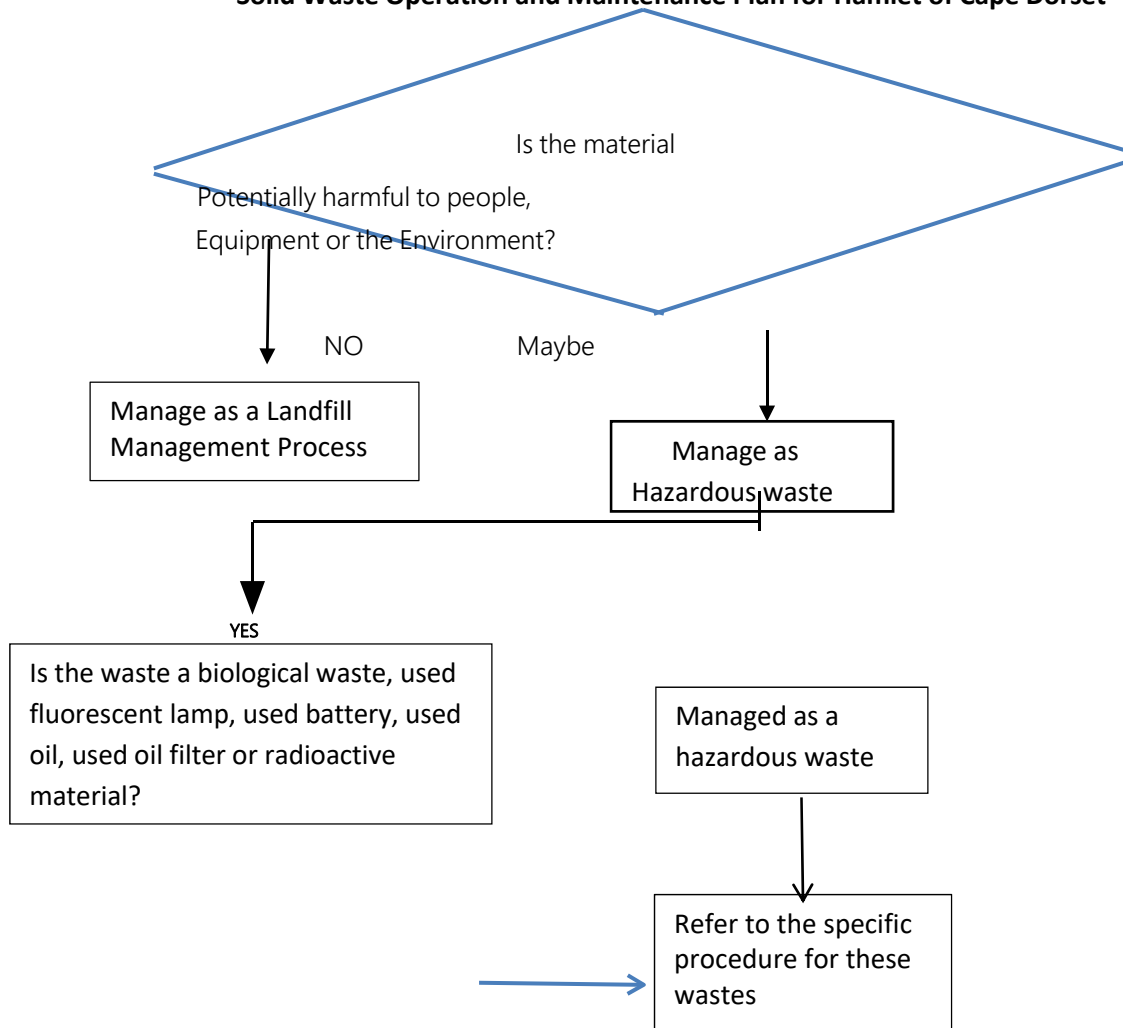 Solid Waste Operation and Maintenance Plan for Hamlet of Cape Dorset
Is the material
Potentially harmful to people,
Equipment or the Environment?
NO
Maybe
Manage as a Landfill
Management Process
Manage as
Hazardous waste
YES
Is the waste a biological waste, used
fluorescent lamp, used battery, used
oil, used oil filter or radioactive
material?
Managed as a
hazardous waste
Refer to the specific
procedure for these
wastes